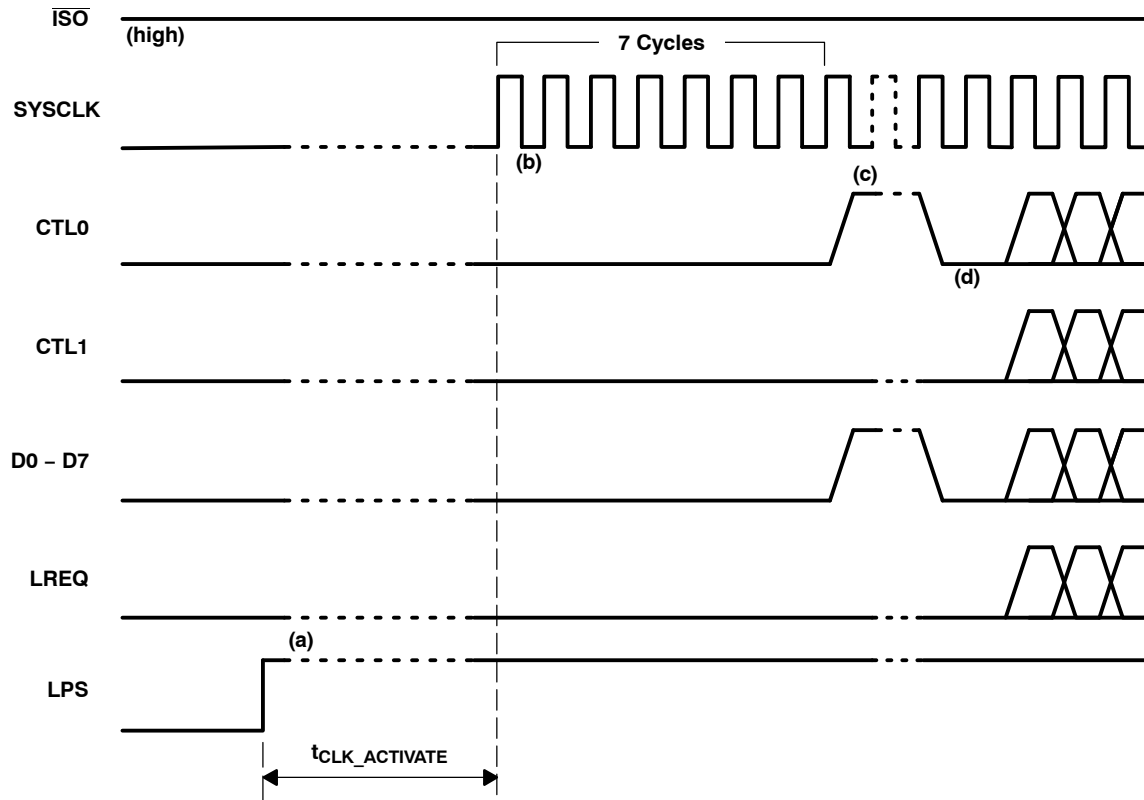 ISO
(high)
7 Cycles
SYSCLK
(b)
(c)
CTL0
(d)
CTL1
D0 – D7
LREQ
(a)
LPS
tCLK_ACTIVATE